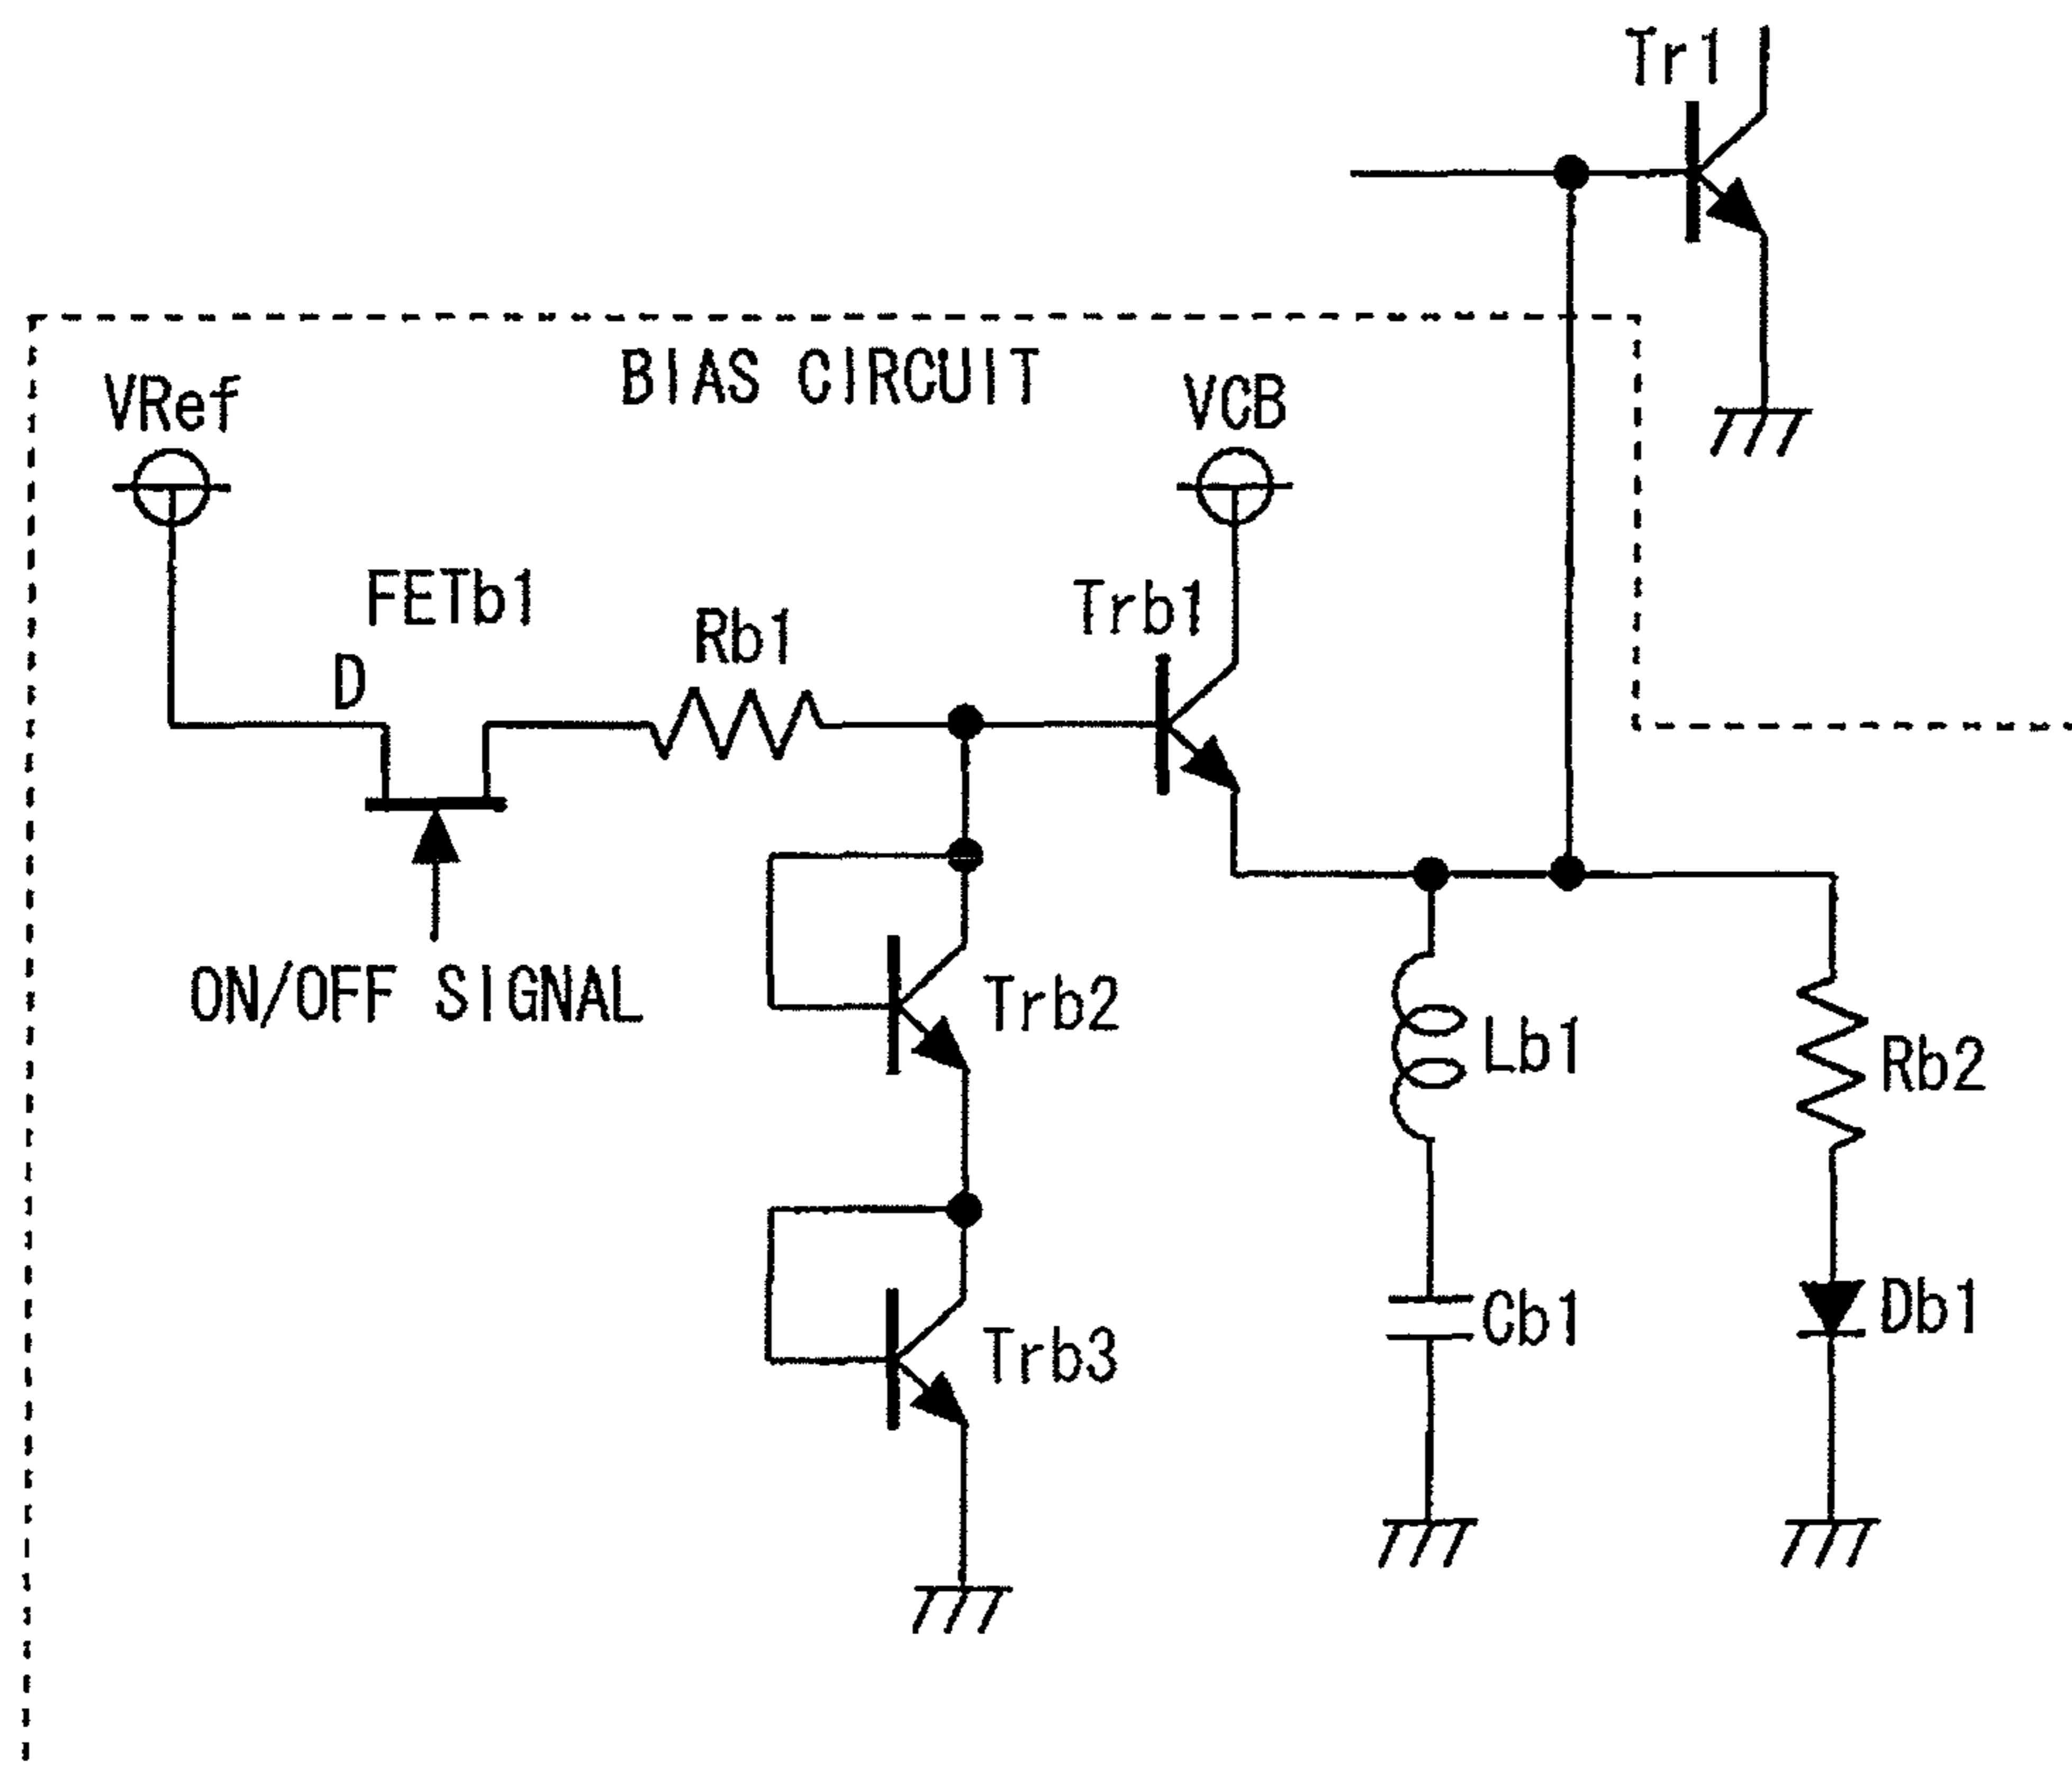 Tr1
BIAS CIRCUIT
VRef
VCB
FETb1
Trb1
Rb1
D
ON/OFF SIGNAL
Trb2
Lb1
Rb2
Cb1
Db1
Trb3